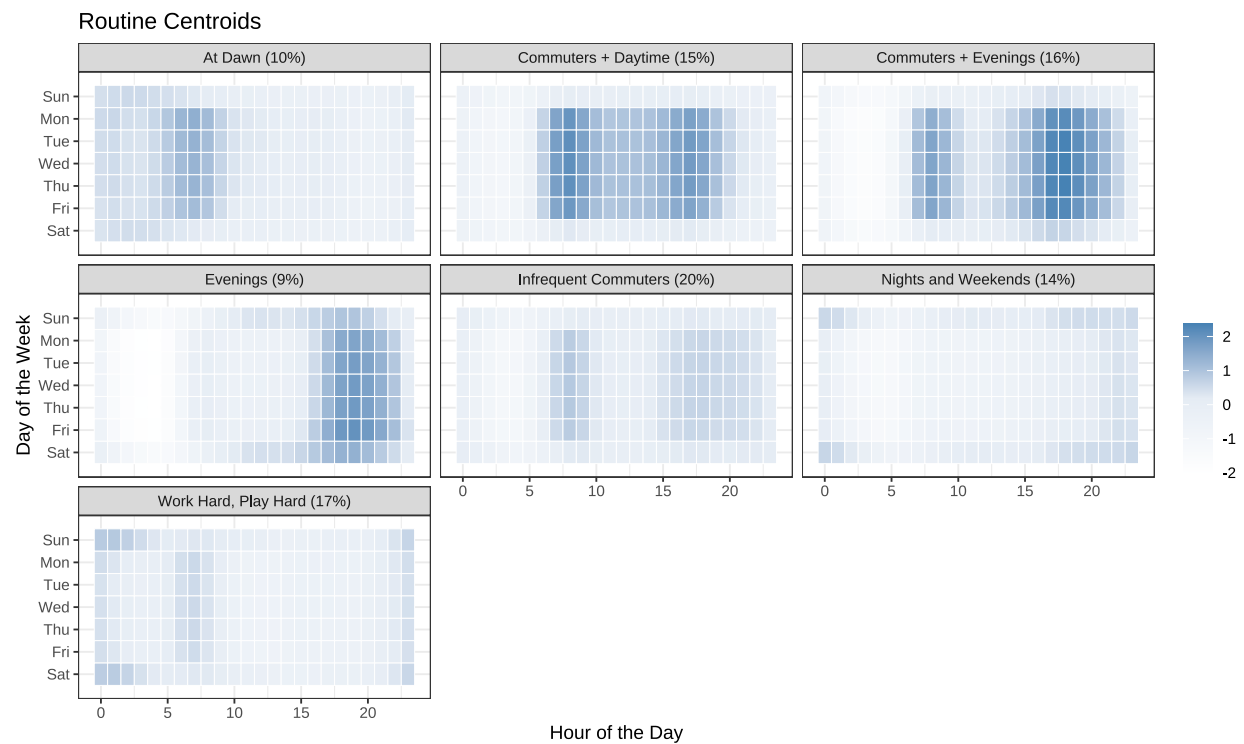 Routine Centroids
At Dawn (10%)
Commuters + Daytime (15%)
Commuters + Evenings (16%)
Sun
Mon
Tue
Wed
Thu
Fri
Sat
Evenings (9%)
Infrequent Commuters (20%)
Nights and Weekends (14%)
Day of the Week
Sun
Mon
Tue
Wed
Thu
Fri
Sat
2
1
0
-1
-2
0 5 10 15 20
0 5 10 15 20
Work Hard, Play Hard (17%)
Sun
Mon
Tue
Wed
Thu
Fri
Sat
0 5 10 15 20
Hour of the Day